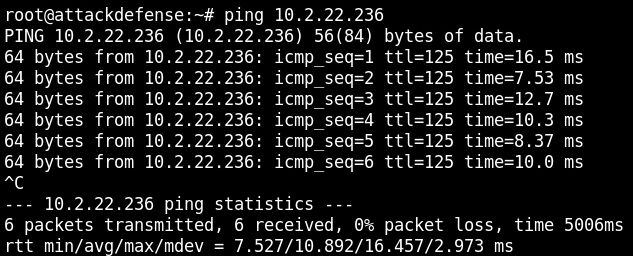 root@attackdefense:~# ping 10.2.22.236
PING 10.2.22.236 (10.2.22.236) 56(84) bytes of data.
64 bytes from 10.2.22.236: icmp_seq=1 ttl=125 time=16.5 ms
64 bytes from 10.2.22.236: icmp_seq=2 ttl=125 time=7.53 ms
64 bytes from 10.2.22.236: icmp_seq=3 ttl=125 time=12.7 ms
64 bytes from 10.2.22.236: icmp_seq=4 ttl=125 time=10.3 ms
64 bytes from 10.2.22.236: icmp_seq=5 ttl=125 time=8.37 ms
64 bytes from 10.2.22.236: icmp_seq=6 ttl=125 time=10.0 ms
^C
--- 10.2.22.236 ping statistics ---
6 packets transmitted, 6 received, 0% packet loss, time 5006ms
rtt min/avg/max/mdev = 7.527/10.892/16.457/2.973 ms